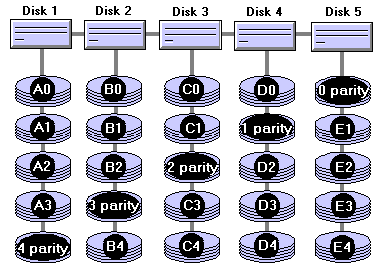 Disk 1 Disk 2 Disk 3 Disk 4 Disk 5
A0 B0 C0 D0 0 parity
A1 B1 C1 1 parity E1
A2 B2 2 parity D2 E2
A3 3 parity C3 D3 E3
4 parity B4 C4 D4 E4